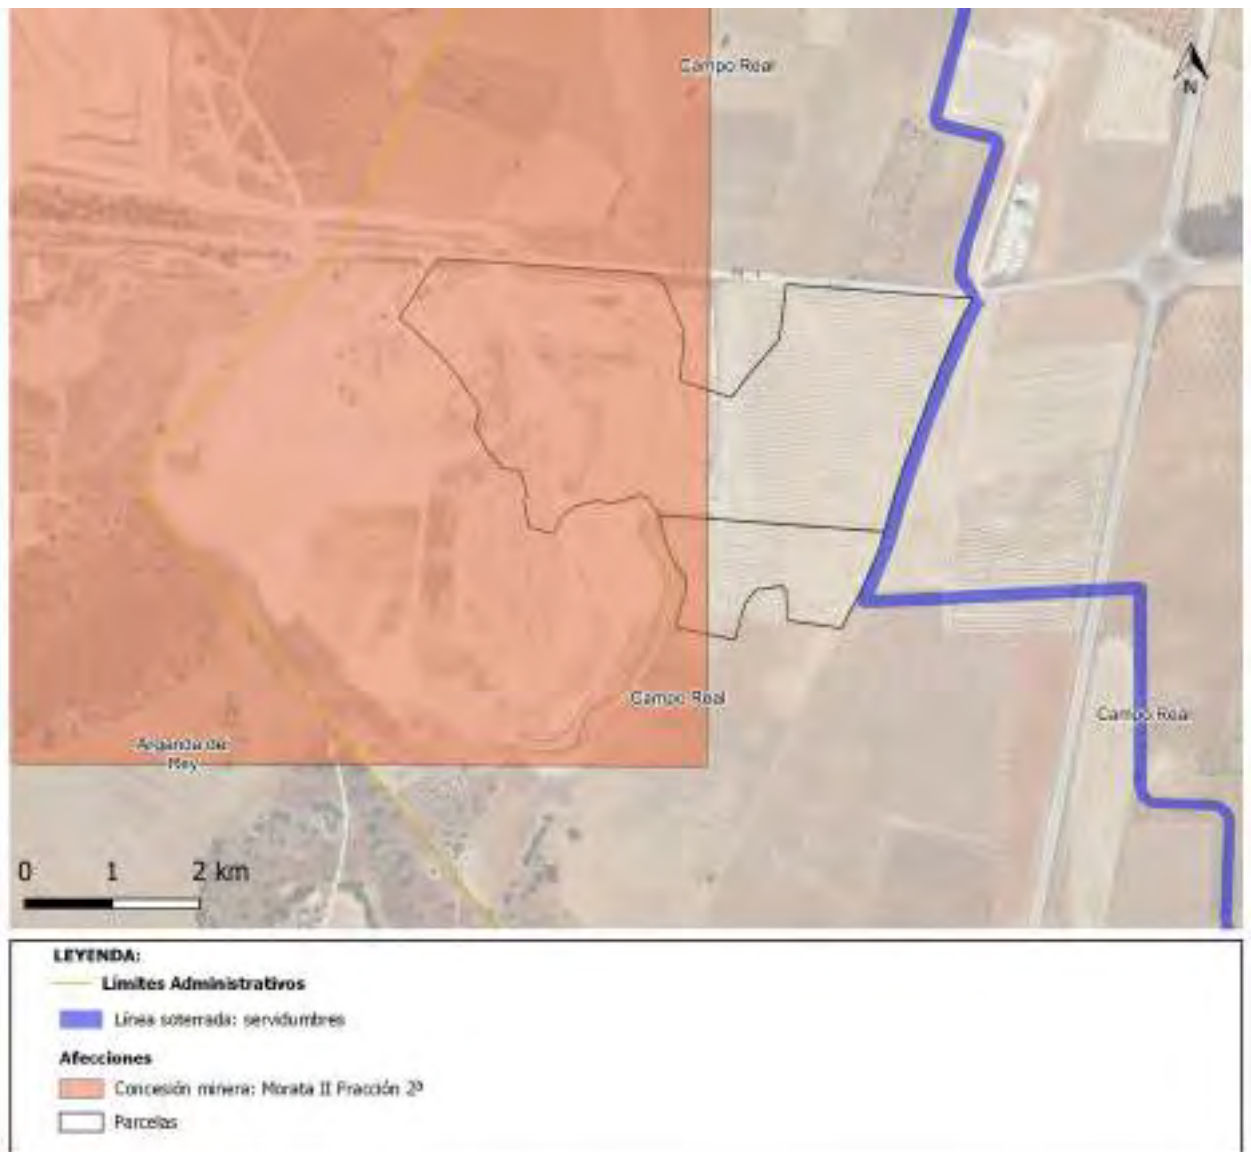 Campo Real
N
Campo Real
Campo Real
Arganda del
Rey
0 1 2 km
LEYENDA:
Límites Administrativos
Línea soterrada: servidumbres
Afecciones
Concesión minera: Morata II Fracción 2ª
Parcelas